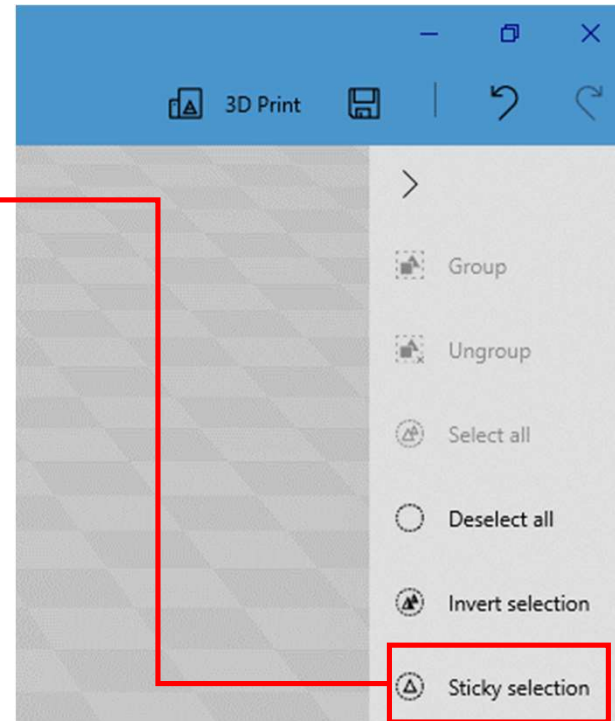 3D Print
Group
Ungroup
Select all
Deselect all
Invert selection
Sticky selection